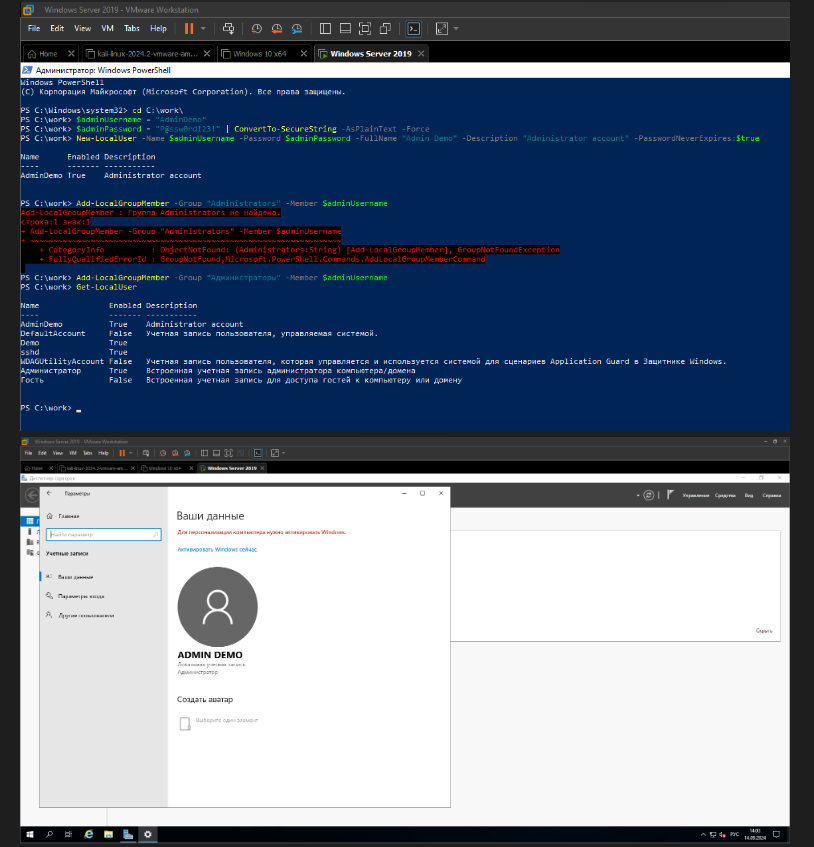 Windows Server 2019 - VMware Workstation
File Edit View VM Tabs Help
Home kali-linux-2024.2-vmware-am... Windows 10 x64 Windows Server 2019
Администратор: Windows PowerShell
Windows PowerShell
(C) Корпорация Майкрософт (Microsoft Corporation). Все права защищены.
PS C:\Windows\system32> cd C:\work\
PS C:\work> $adminUsername = "AdminDemo"
PS C:\work> $adminPassword = "P@ssw0rd123!" | ConvertTo-SecureString -AsPlainText -Force
PS C:\work> New-LocalUser -Name $adminUsername -Password $adminPassword -FullName "Admin Demo" -Description "Administrator account" -PasswordNeverExpires:$true
Name Enabled Description
---- ------- -----------
AdminDemo True Administrator account
PS C:\work> Add-LocalGroupMember -Group "Administrators" -Member $adminUsername
Add-LocalGroupMember : Группа Administrators не найдена.
строка:1 знак:1
+ Add-LocalGroupMember -Group "Administrators" -Member $adminUsername
+ ~~~~~~~~~~~~~~~~~~~~~~~~~~~~~~~~~~~~~~~~~~~~~~~~~~~~~~~~~~~~~~~~~~~
+ CategoryInfo : ObjectNotFound: (Administrators:String) [Add-LocalGroupMember], GroupNotFoundException
+ FullyQualifiedErrorId : GroupNotFound,Microsoft.PowerShell.Commands.AddLocalGroupMemberCommand
PS C:\work> Add-LocalGroupMember -Group "Администраторы" -Member $adminUsername
PS C:\work> Get-LocalUser
Name Enabled Description
---- ------- -----------
AdminDemo True Administrator account
DefaultAccount False Учетная запись пользователя, управляемая системой.
Demo True
sshd True
WDAGUtilityAccount False Учетная запись пользователя, которая управляется и используется системой для сценариев Application Guard в Защитнике Windows.
Администратор True Встроенная учетная запись администратора компьютера/домена
Гость False Встроенная учетная запись для доступа гостей к компьютеру или домену
PS C:\work> _
Windows Server 2019 - VMware Workstation
File Edit View VM Tabs Help
Home kali-linux-2024.2-vmware-am... Windows 10 x64 Windows Server 2019
Диспетчер серверов
Параметры
Управление Средства Вид Справка
Главная
Найти параметр
Учетные записи
Ваши данные
Параметры входа
Другие пользователи
Ваши данные
Для персонализации компьютера нужно активировать Windows.
Активировать Windows сейчас.
ADMIN DEMO
Локальная учетная запись
Администратор
Создать аватар
Выберите один элемент
Скрыть
РУС
14:03
14.09.2024